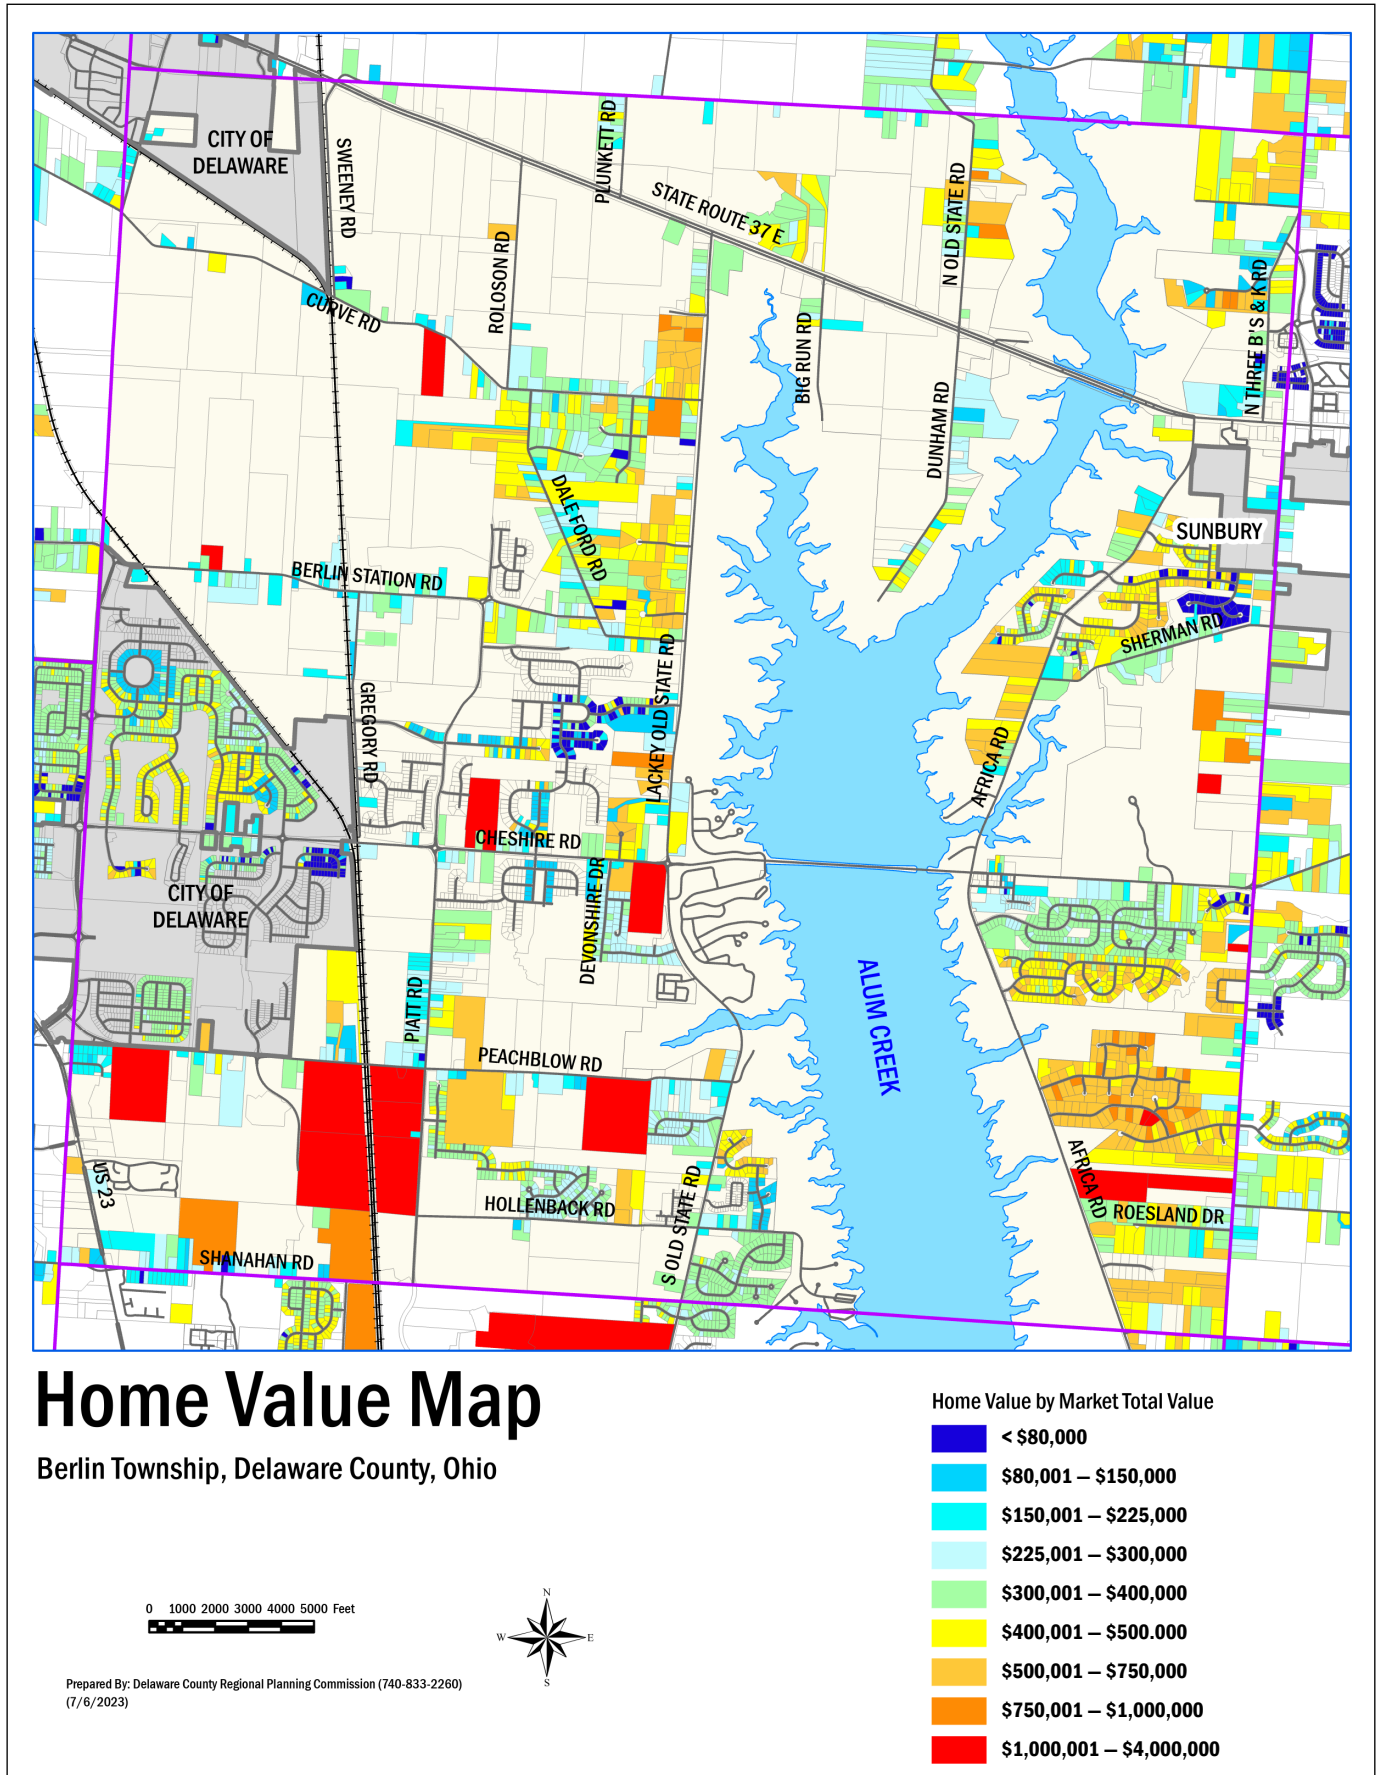 CITY OF
DELAWARE
SWEENEY RD
PLUNKETT RD
STATE ROUTE 37 E
N OLD STATE RD
ROLOSON RD
CURVE RD
BIG RUN RD
N THREE B'S & K RD
DUNHAM RD
DALE FORD RD
SUNBURY
BERLIN STATION RD
SHERMAN RD
LACKEY OLD STATE RD
GREGORY RD
AFRICA RD
CHESHIRE RD
CITY OF
DELAWARE
DEVONSHIRE DR
PIATT RD
ALUM CREEK
PEACHBLOW RD
US 23
AFRICA RD
HOLLENBACK RD
S OLD STATE RD
ROESLAND DR
SHANAHAN RD
Home Value Map
Berlin Township, Delaware County, Ohio
Home Value by Market Total Value
< $80,000
$80,001 – $150,000
$150,001 – $225,000
$225,001 – $300,000
$300,001 – $400,000
$400,001 – $500.000
$500,001 – $750,000
$750,001 – $1,000,000
$1,000,001 – $4,000,000
0 1000 2000 3000 4000 5000 Feet
N
W E
S
Prepared By: Delaware County Regional Planning Commission (740-833-2260)
(7/6/2023)